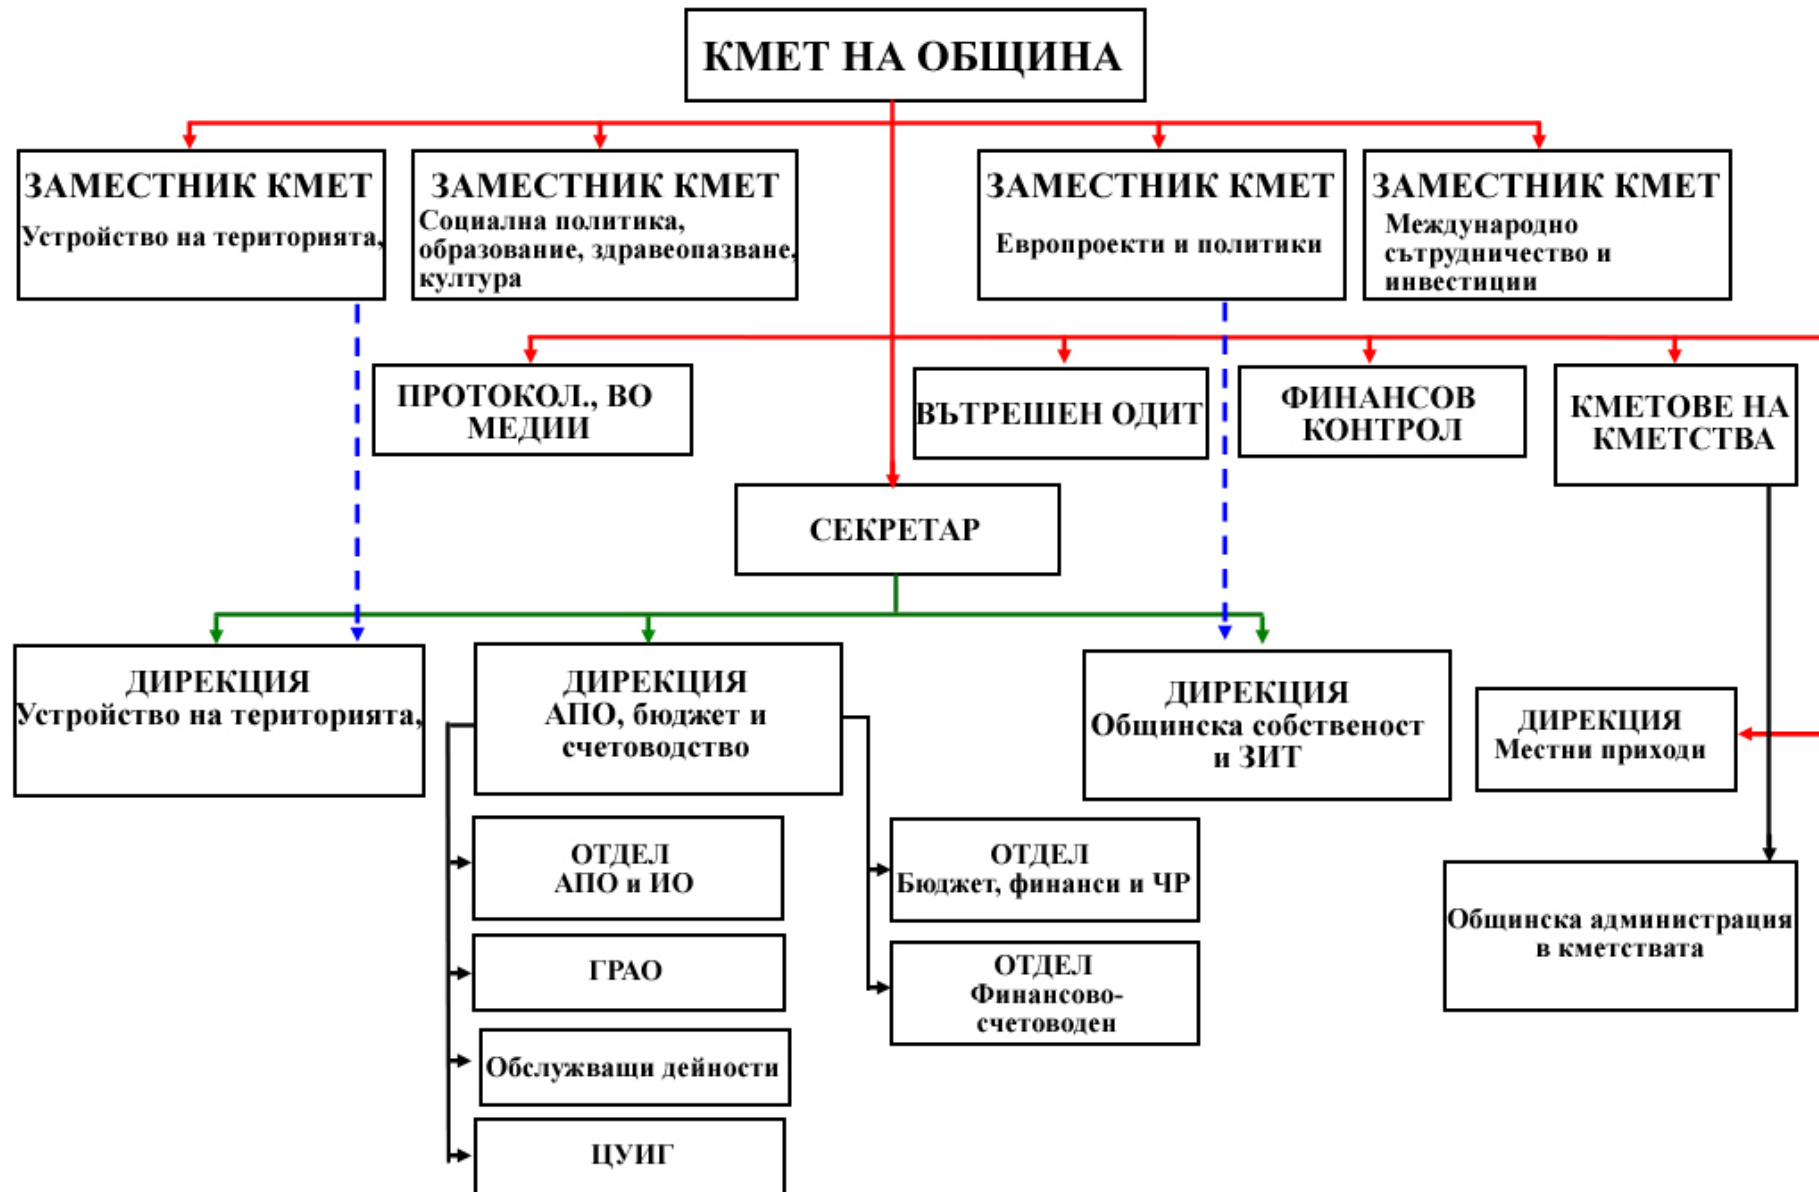 КМЕТ НА ОБЩИНА
ЗАМЕСТНИК КМЕТ
Устройство на територията,
ЗАМЕСТНИК КМЕТ
Социална политика,
образование, здравеопазване,
култура
ЗАМЕСТНИК КМЕТ
Европроекти и политики
ЗАМЕСТНИК КМЕТ
Международно
сътрудничество и
инвестиции
ПРОТОКОЛ., ВО
МЕДИИ
ВЪТРЕШЕН ОДИТ
ФИНАНСОВ
КОНТРОЛ
КМЕТОВЕ НА
КМЕТСТВА
СЕКРЕТАР
ДИРЕКЦИЯ
Устройство на територията,
ДИРЕКЦИЯ
АПО, бюджет и
счетоводство
ДИРЕКЦИЯ
Общинска собственост
и ЗИТ
ДИРЕКЦИЯ
Местни приходи
ОТДЕЛ
АПО и ИО
ОТДЕЛ
Бюджет, финанси и ЧР
Общинска администрация
в кметствата
ГРАО
ОТДЕЛ
Финансово-
счетоводен
Обслужващи дейности
ЦУИГ